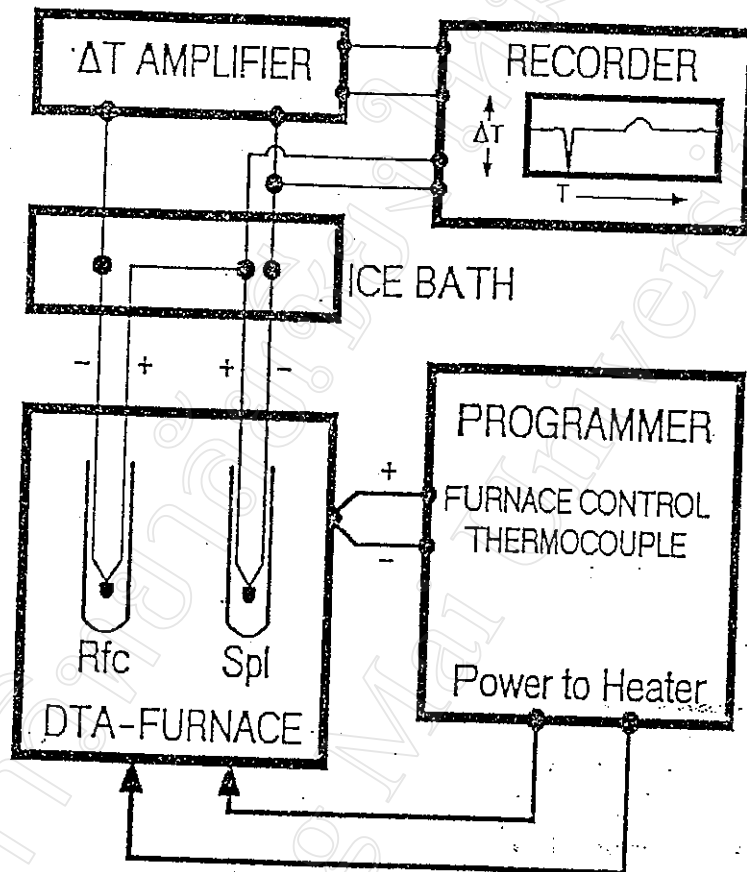 ΔT AMPLIFIER
RECORDER
ΔT
T
ICE BATH
- + + -
PROGRAMMER
+
FURNACE CONTROL
THERMOCOUPLE
-
Rfc Spl
DTA-FURNACE
Power to Heater